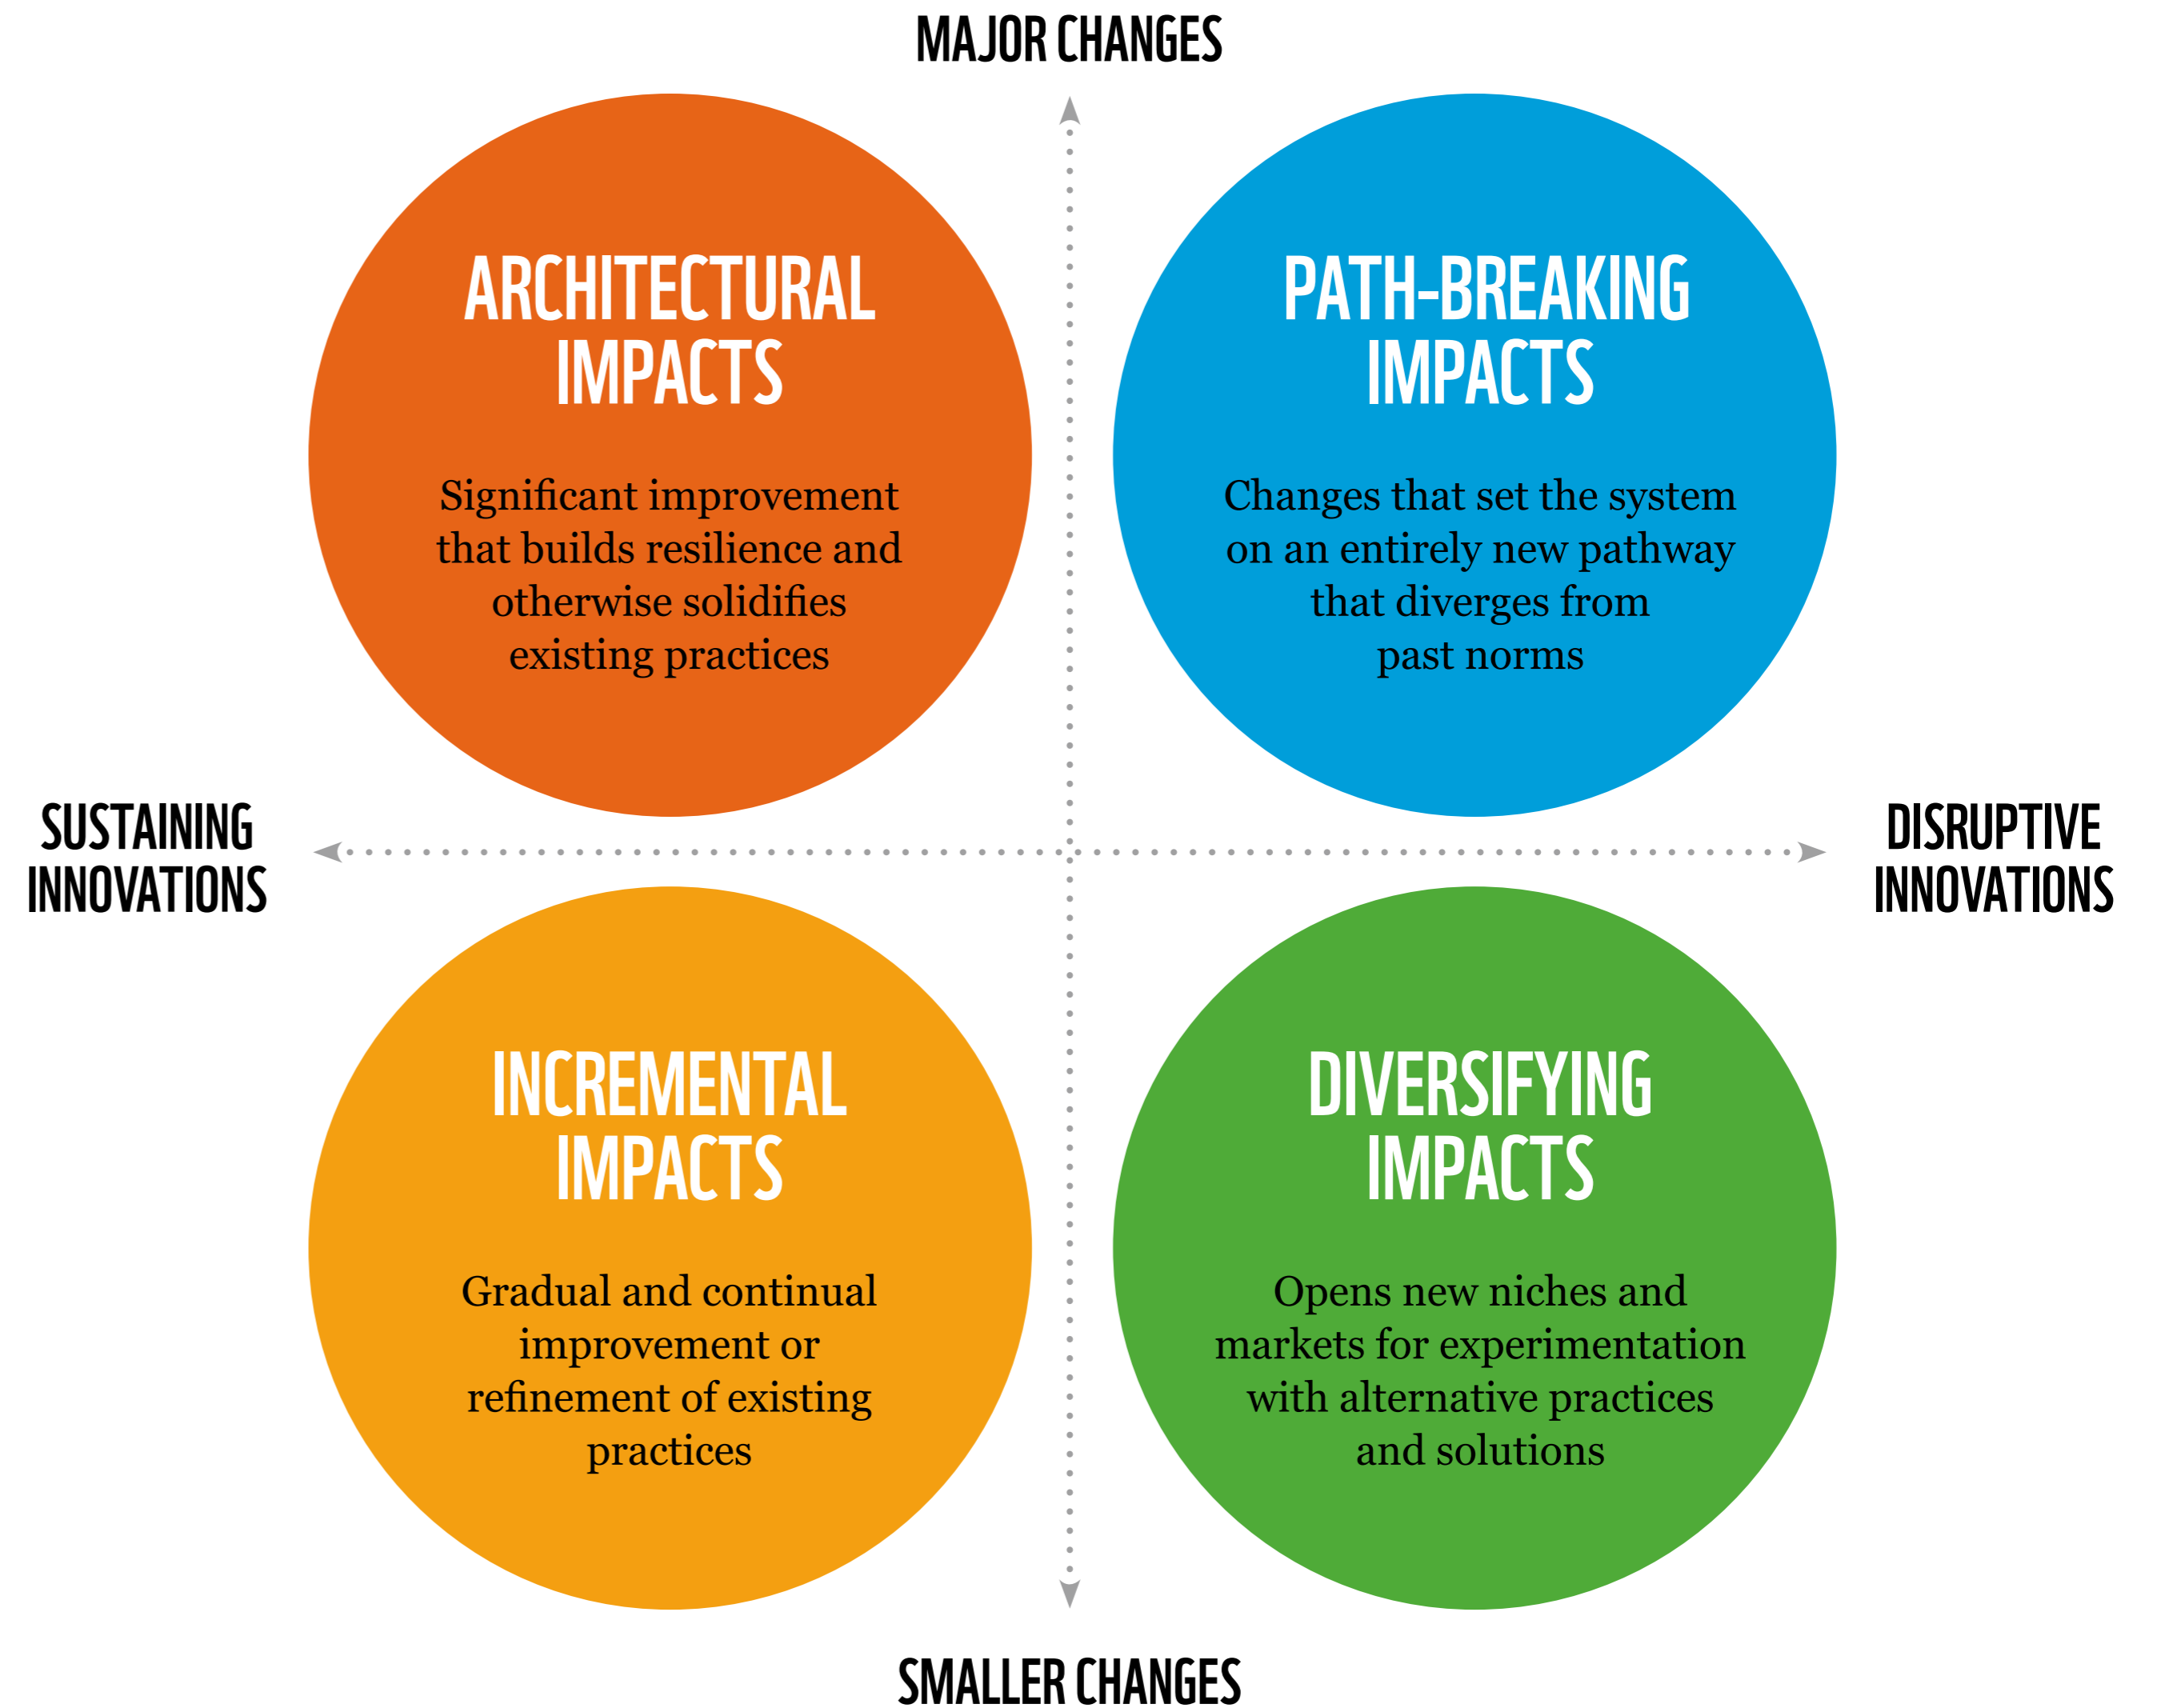 MAJOR CHANGES
ARCHITECTURAL
IMPACTS
Significant improvement
that builds resilience and
otherwise solidifies
existing practices
PATH-BREAKING
IMPACTS
Changes that set the system
on an entirely new pathway
that diverges from
past norms
SUSTAINING
INNOVATIONS
DISRUPTIVE
INNOVATIONS
INCREMENTAL
IMPACTS
Gradual and continual
improvement or
refinement of existing
practices
DIVERSIFYING
IMPACTS
Opens new niches and
markets for experimentation
with alternative practices
and solutions
SMALLER CHANGES